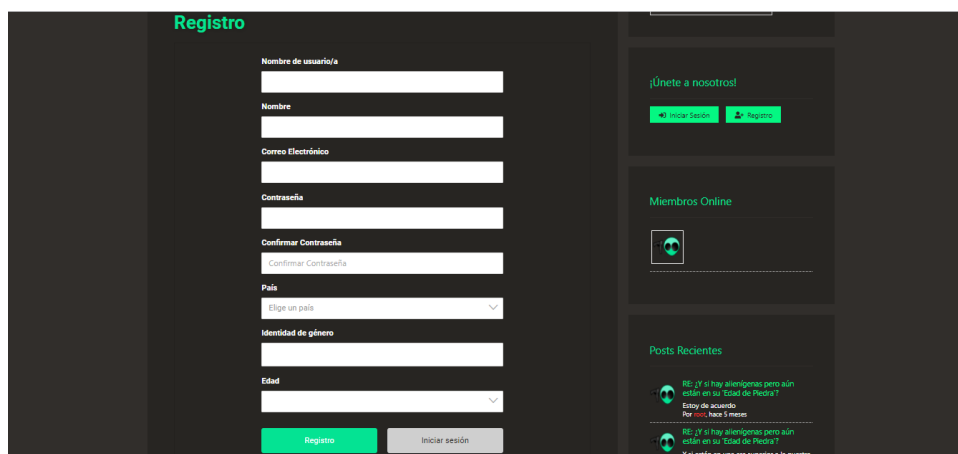 Registro
Nombre de usuario/a
Nombre
Correo Electrónico
Contraseña
Confirmar Contraseña
Confirmar Contraseña
País
Elige un país
Identidad de género
Edad
Registro
Iniciar sesión
¡Únete a nosotros!
Iniciar Sesión
Registro
Miembros Online
Posts Recientes
RE: ¿Y si hay alienígenas pero aún
están en su 'Edad de Piedra'?
Estoy de acuerdo
Por root, hace 5 meses
RE: ¿Y si hay alienígenas pero aún
están en su 'Edad de Piedra'?